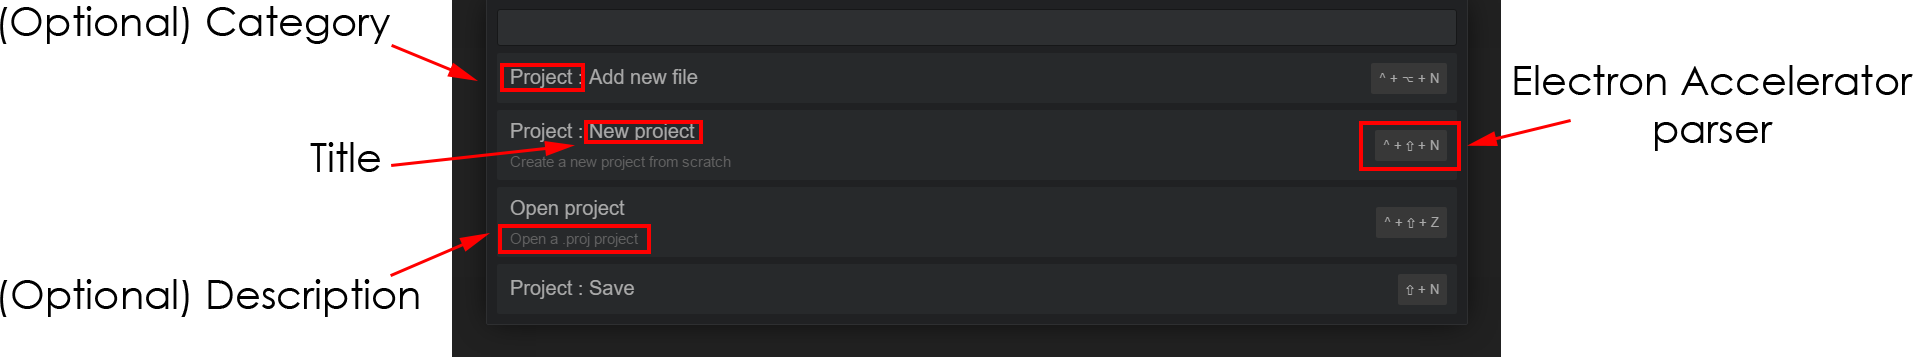 (Optional) Category
Project : Add new file
^ + ⌥ + N
Electron Accelerator
parser
Project : New project
Create a new project from scratch
^ + ⇧ + N
Title
Open project
Open a .proj project
^ + ⇧ + Z
(Optional) Description
Project : Save
⇧ + N